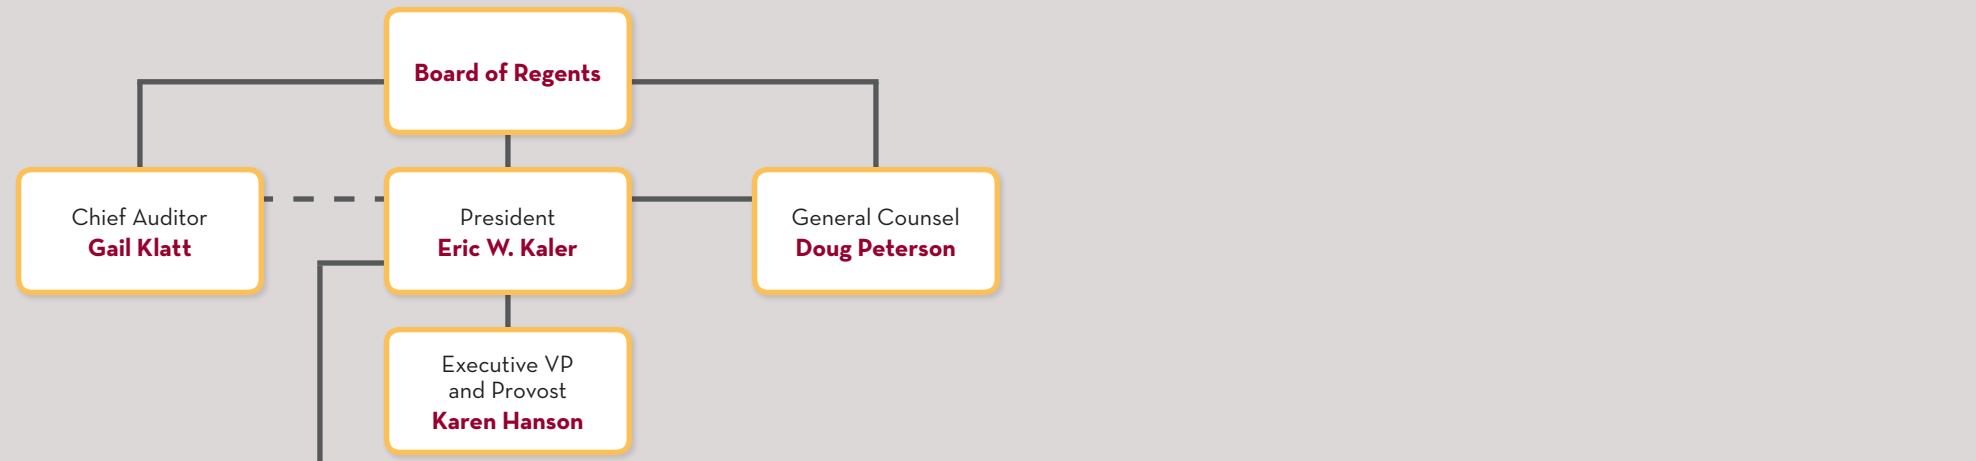 Board of Regents
Chief Auditor
Gail Klatt
President
Eric W. Kaler
General Counsel
Doug Peterson
Executive VP
and Provost
Karen Hanson